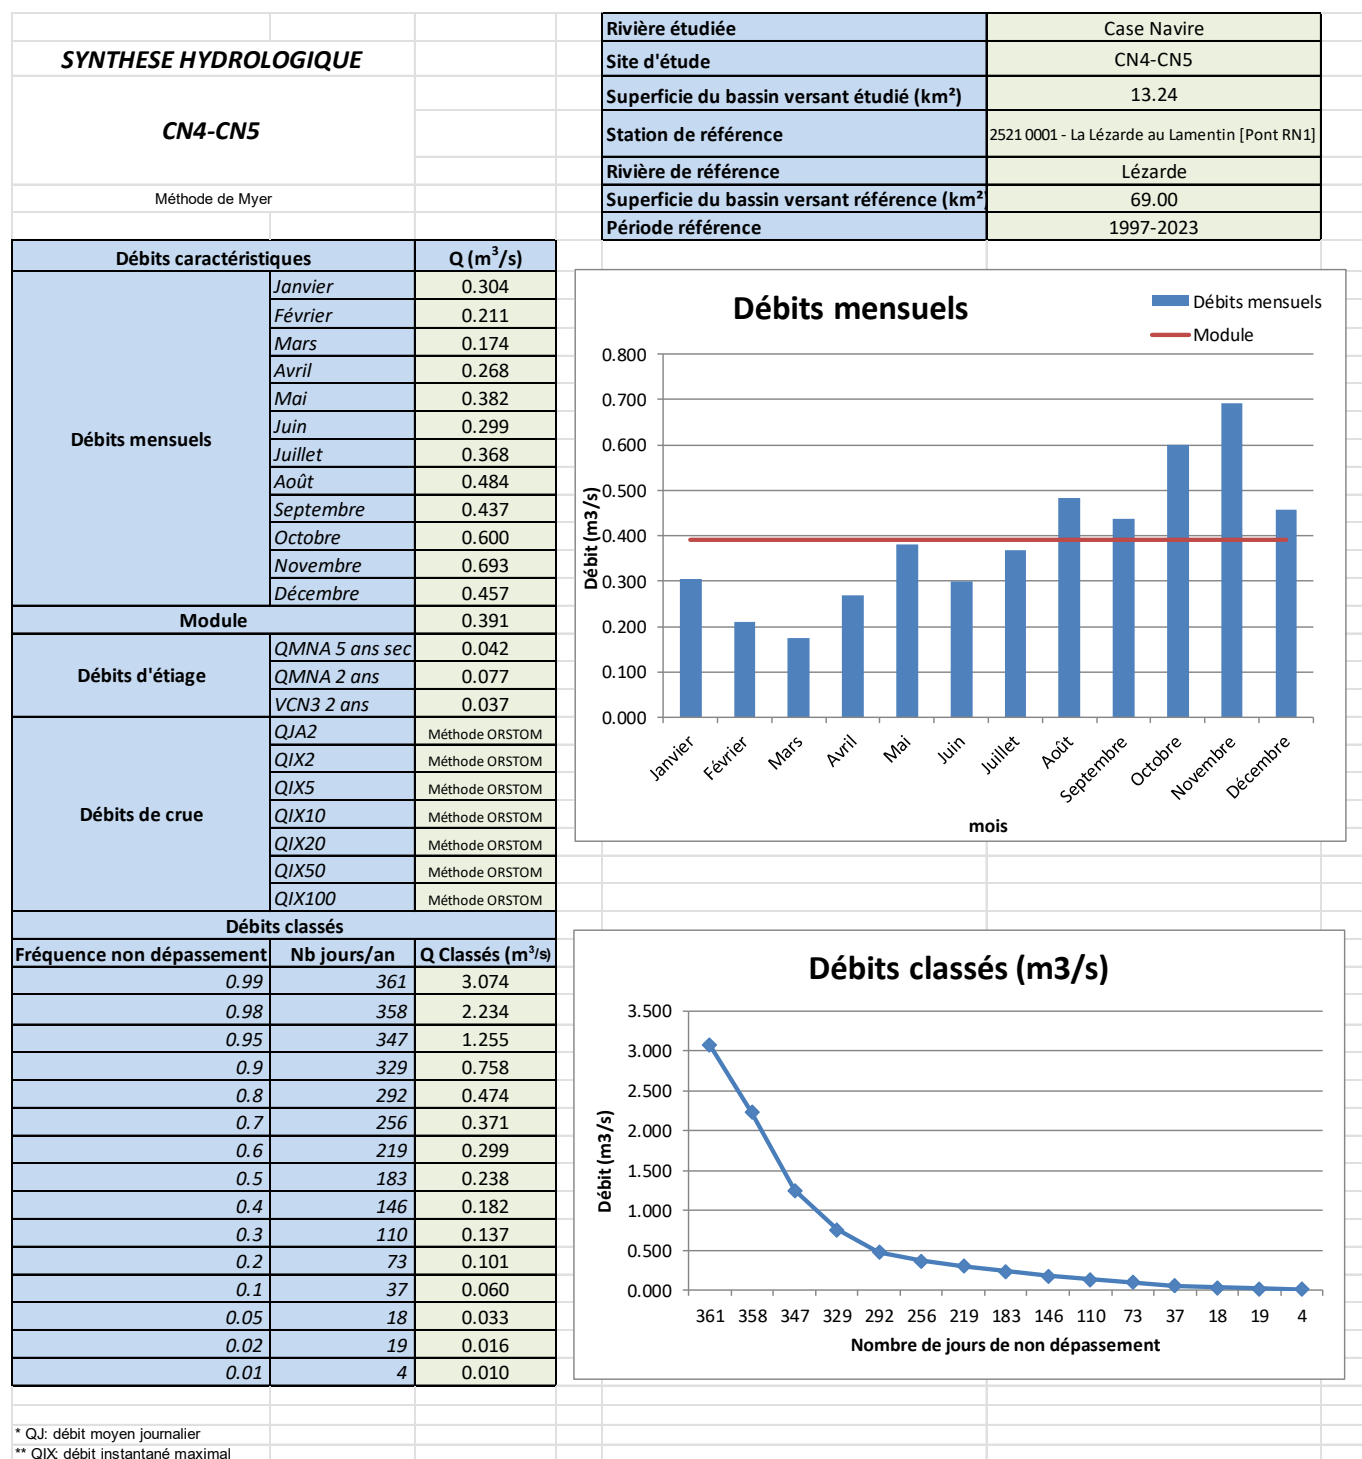 SYNTHESE HYDROLOGIQUE
CN4-CN5
Méthode de Myer
Rivière étudiée Case Navire
Site d'étude CN4-CN5
Superficie du bassin versant étudié (km²) 13.24
Station de référence 2521 0001 - La Lézarde au Lamentin [Pont RN1]
Rivière de référence Lézarde
Superficie du bassin versant référence (km² 69.00
Période référence 1997-2023
Débits caractéristiques Q (m³/s)
Débits mensuels
Janvier 0.304
Février 0.211
Mars 0.174
Avril 0.268
Mai 0.382
Juin 0.299
Juillet 0.368
Août 0.484
Septembre 0.437
Octobre 0.600
Novembre 0.693
Décembre 0.457
Module 0.391
Débits d'étiage
QMNA 5 ans sec 0.042
QMNA 2 ans 0.077
VCN3 2 ans 0.037
Débits de crue
QJA2 Méthode ORSTOM
QIX2 Méthode ORSTOM
QIX5 Méthode ORSTOM
QIX10 Méthode ORSTOM
QIX20 Méthode ORSTOM
QIX50 Méthode ORSTOM
QIX100 Méthode ORSTOM
Débits classés
Fréquence non dépassement Nb jours/an Q Classés (m³/s)
0.99 361 3.074
0.98 358 2.234
0.95 347 1.255
0.9 329 0.758
0.8 292 0.474
0.7 256 0.371
0.6 219 0.299
0.5 183 0.238
0.4 146 0.182
0.3 110 0.137
0.2 73 0.101
0.1 37 0.060
0.05 18 0.033
0.02 19 0.016
0.01 4 0.010
* QJ: débit moyen journalier
** QIX: débit instantané maximal
Débits mensuels
Débits mensuels
Module
Débit (m3/s)
0.800
0.700
0.600
0.500
0.400
0.300
0.200
0.100
0.000
Janvier Février Mars Avril Mai Juin Juillet Août Septembre Octobre Novembre Décembre
mois
Débits classés (m3/s)
Débit (m3/s)
3.500
3.000
2.500
2.000
1.500
1.000
0.500
0.000
361 358 347 329 292 256 219 183 146 110 73 37 18 19 4
Nombre de jours de non dépassement